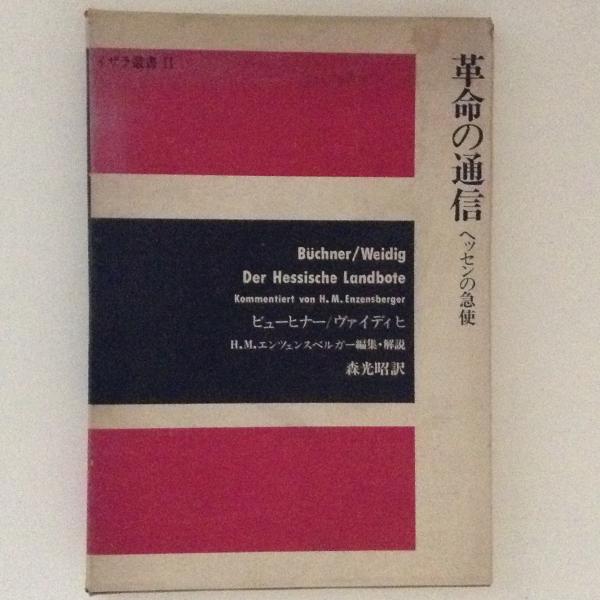 イザラ叢書 11
革命の通信
ヘッセンの急使
Büchner/Weidig
Der Hessische Landbote
Kommentiert von H.M. Enzensberger
ビューヒナー/ヴァイディヒ
H.M.エンツェンスベルガー編集・解説
森光昭訳